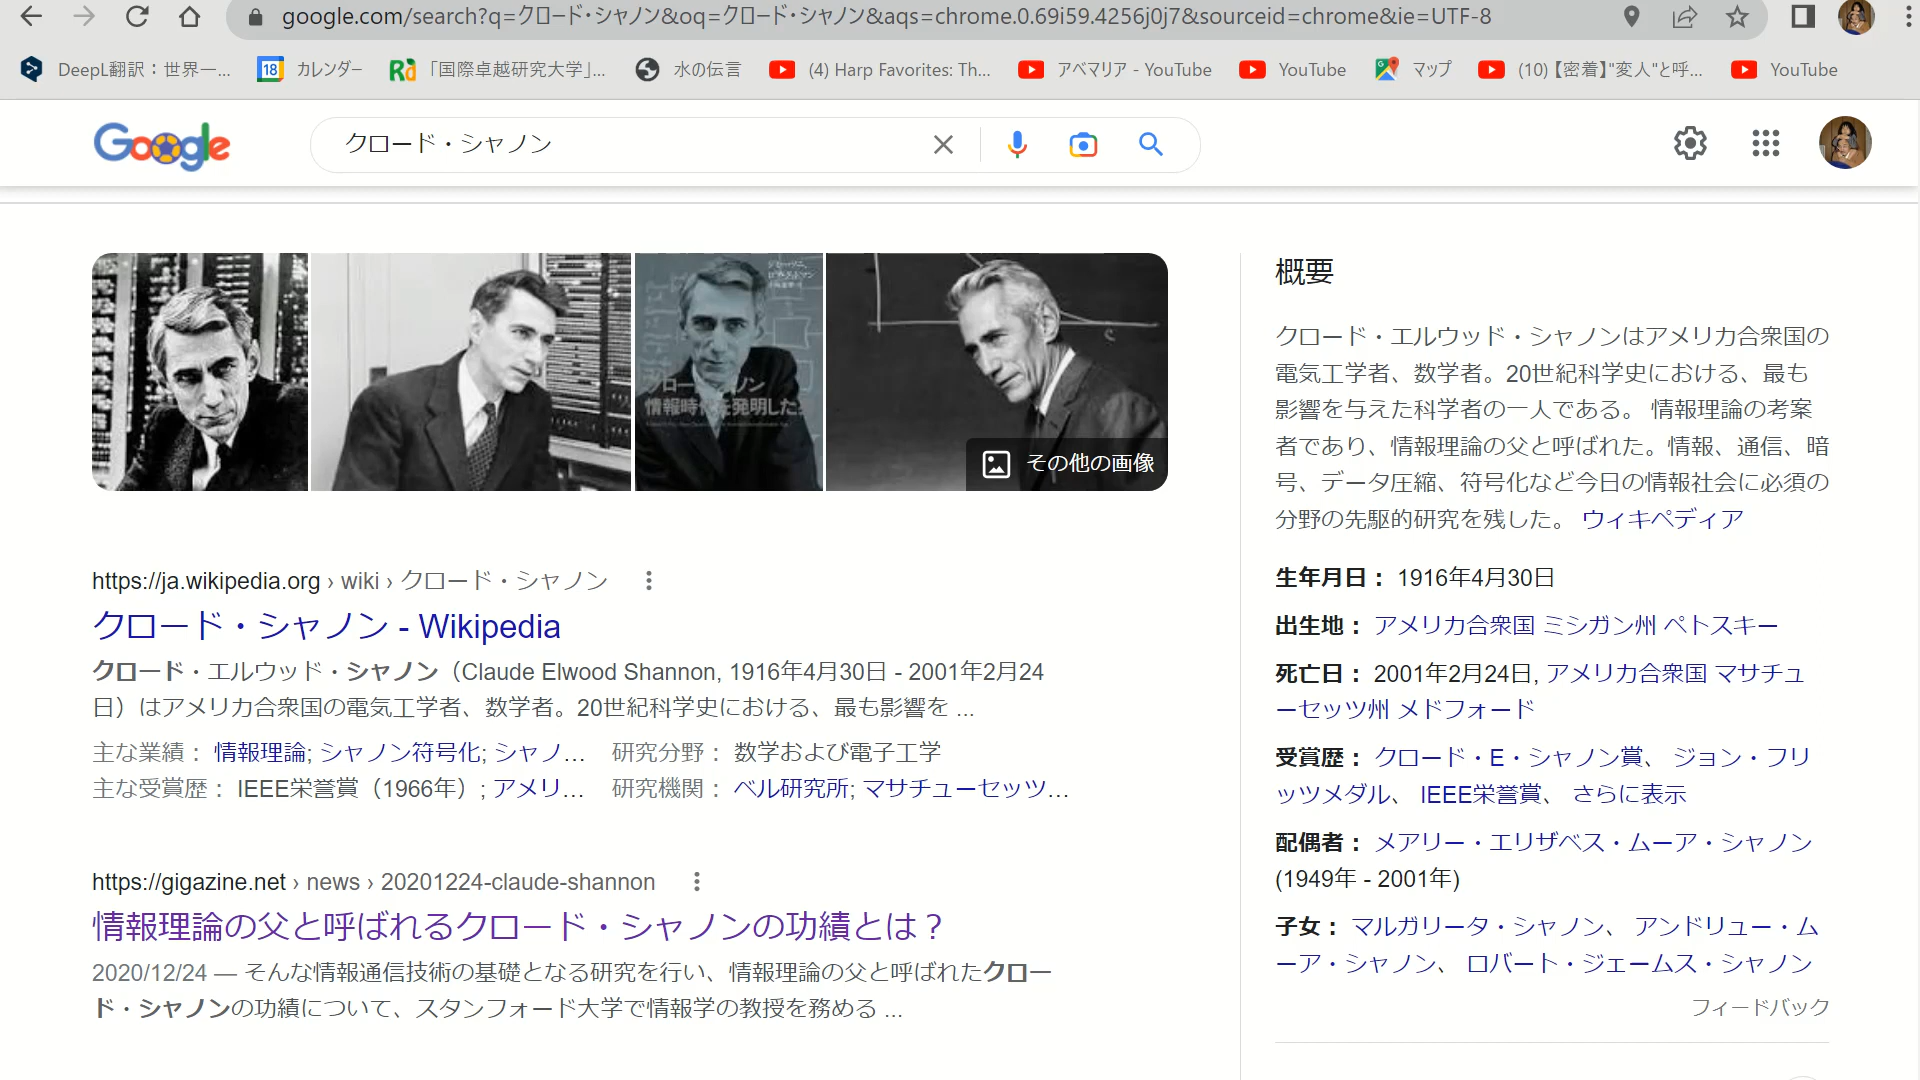 google.com/search?q=クロード・シャノン&oq=クロード・シャノン&aqs=chrome.0.69i59.4256j0j7&sourceid=chrome&ie=UTF-8
DeepL翻訳：世界一... 18 カレンダー Rd 「国際卓越研究大学」... 水の伝言 (4) Harp Favorites: Th... アベマリア - YouTube YouTube マップ (10)【密着】"変人"と呼... YouTube
Google クロード・シャノン
クロード・シャノン
情報時代を発明した
その他の画像
https://ja.wikipedia.org › wiki › クロード・シャノン
クロード・シャノン - Wikipedia
クロード・エルウッド・シャノン（Claude Elwood Shannon, 1916年4月30日 - 2001年2月24
日）はアメリカ合衆国の電気工学者、数学者。20世紀科学史における、最も影響を ...
主な業績： 情報理論; シャノン符号化; シャノ… 研究分野： 数学および電子工学
主な受賞歴： IEEE栄誉賞（1966年）; アメリ… 研究機関： ベル研究所; マサチューセッツ…
https://gigazine.net › news › 20201224-claude-shannon
情報理論の父と呼ばれるクロード・シャノンの功績とは？
2020/12/24 — そんな情報通信技術の基礎となる研究を行い、情報理論の父と呼ばれたクロー
ド・シャノンの功績について、スタンフォード大学で情報学の教授を務める ...
概要
クロード・エルウッド・シャノンはアメリカ合衆国の
電気工学者、数学者。20世紀科学史における、最も
影響を与えた科学者の一人である。 情報理論の考案
者であり、情報理論の父と呼ばれた。情報、通信、暗
号、データ圧縮、符号化など今日の情報社会に必須の
分野の先駆的研究を残した。 ウィキペディア
生年月日： 1916年4月30日
出生地： アメリカ合衆国 ミシガン州 ペトスキー
死亡日： 2001年2月24日, アメリカ合衆国 マサチュ
ーセッツ州 メドフォード
受賞歴： クロード・E・シャノン賞、 ジョン・フリ
ッツメダル、 IEEE栄誉賞、 さらに表示
配偶者： メアリー・エリザベス・ムーア・シャノン
(1949年 - 2001年)
子女： マルガリータ・シャノン、 アンドリュー・ム
ーア・シャノン、 ロバート・ジェームス・シャノン
フィードバック